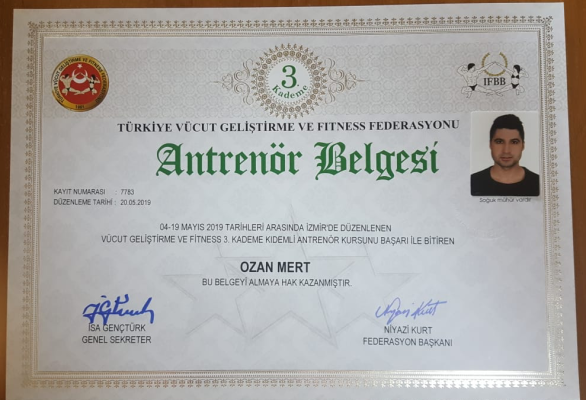 3.
Kademe
IFBB
TÜRKİYE VÜCUT GELİŞTİRME VE FITNESS FEDERASYONU
Antrenör Belgesi
KAYIT NUMARASI : 7783
DÜZENLEME TARİHİ : 20.05.2019
Soğuk mühür vardır
04-19 MAYIS 2019 TARİHLERİ ARASINDA İZMİR'DE DÜZENLENEN
VÜCUT GELİŞTİRME VE FITNESS 3. KADEME KIDEMLİ ANTRENÖR KURSUNU BAŞARI İLE BİTİREN
OZAN MERT
BU BELGEYİ ALMAYA HAK KAZANMIŞTIR.
İSA GENÇTÜRK
GENEL SEKRETER
Niyazi Kurt
NİYAZİ KURT
FEDERASYON BAŞKANI